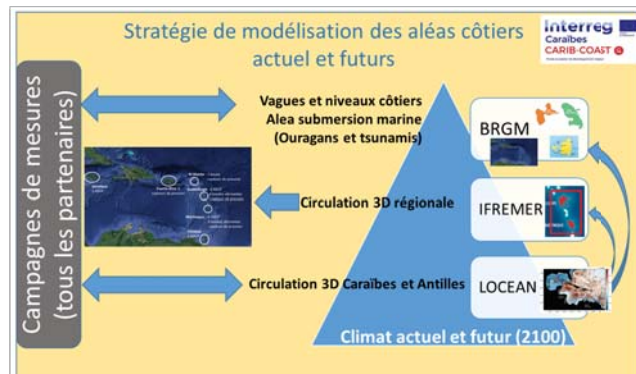 Stratégie de modélisation des aléas côtiers
actuel et futurs
Interreg
Caraïbes
CARIB-COAST
Campagnes de mesures
(tous les partenaires)
Vagues et niveaux côtiers
Alea submersion marine
(Ouragans et tsunamis)
BRGM
Circulation 3D régionale
IFREMER
Circulation 3D Caraïbes et Antilles
LOCEAN
Climat actuel et futur (2100)